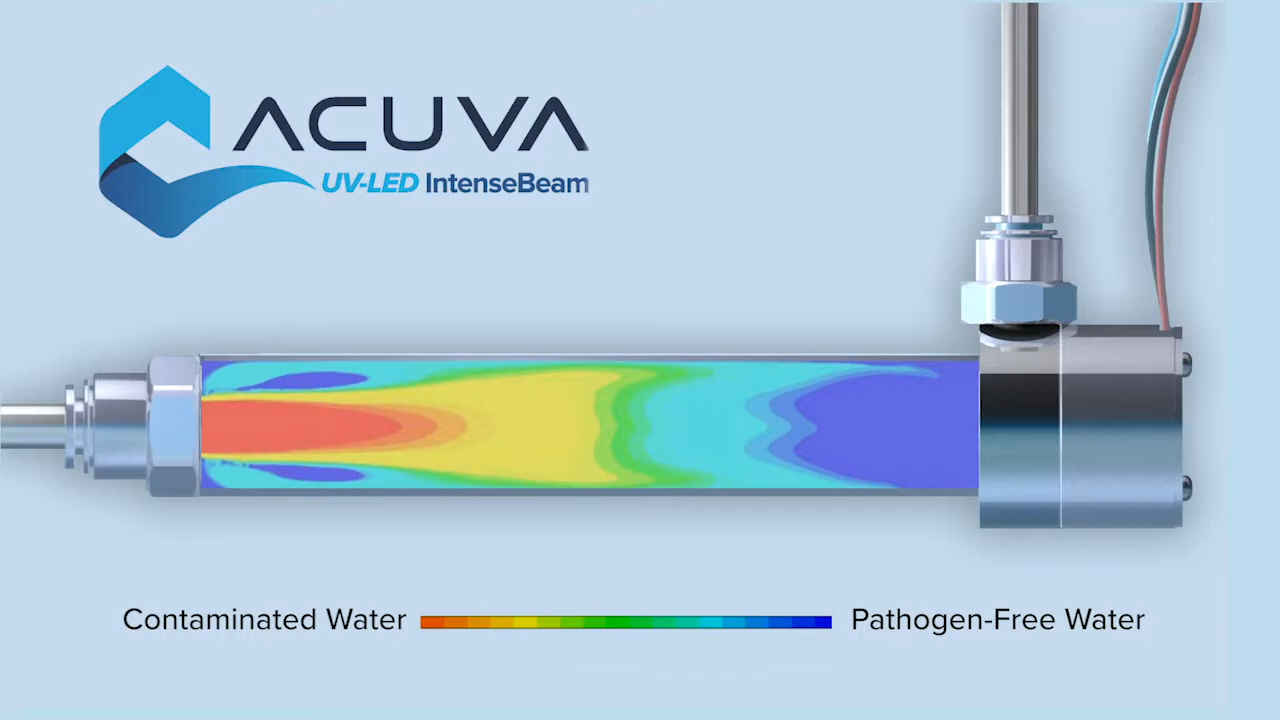 ACUVA
UV-LED IntenseBeam
Contaminated Water
Pathogen-Free Water